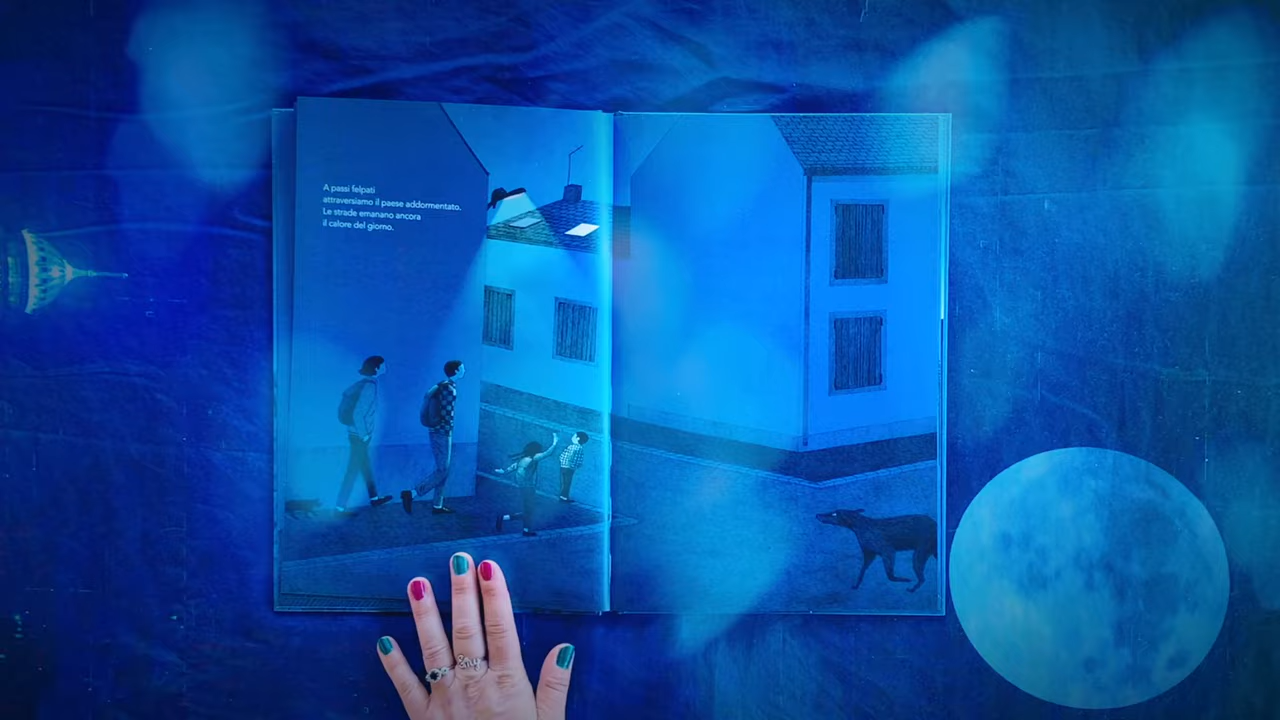 A passi felpati
attraversiamo il paese addormentato.
Le strade emanano ancora
il calore del giorno.